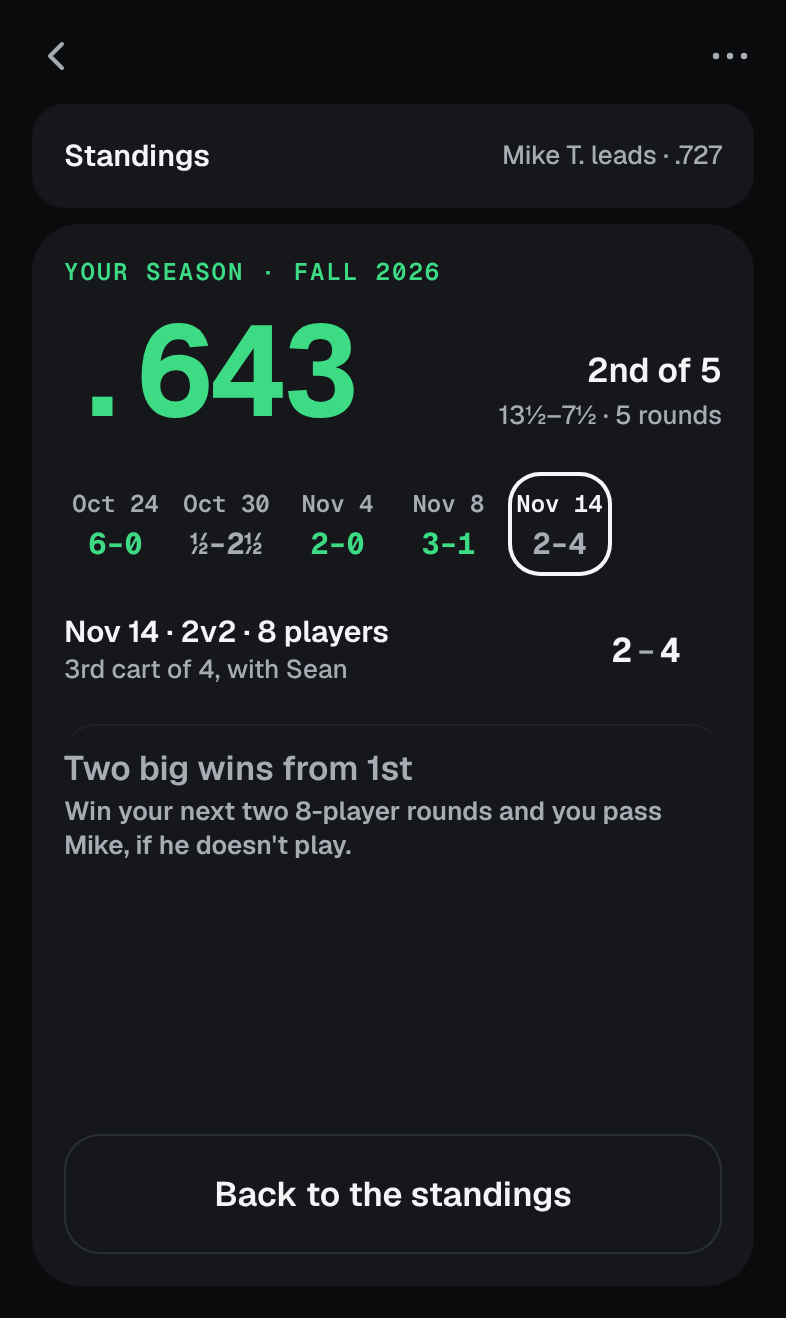 Standings
Mike T. leads · .727
YOUR SEASON · FALL 2026
.643
2nd of 5
13½–7½ · 5 rounds
Oct 24 Oct 30 Nov 4 Nov 8 Nov 14
6–0 ½–2½ 2–0 3–1 2–4
Nov 14 · 2v2 · 8 players
3rd cart of 4, with Sean
2 – 4
Two big wins from 1st
Win your next two 8-player rounds and you pass
Mike, if he doesn't play.
Back to the standings